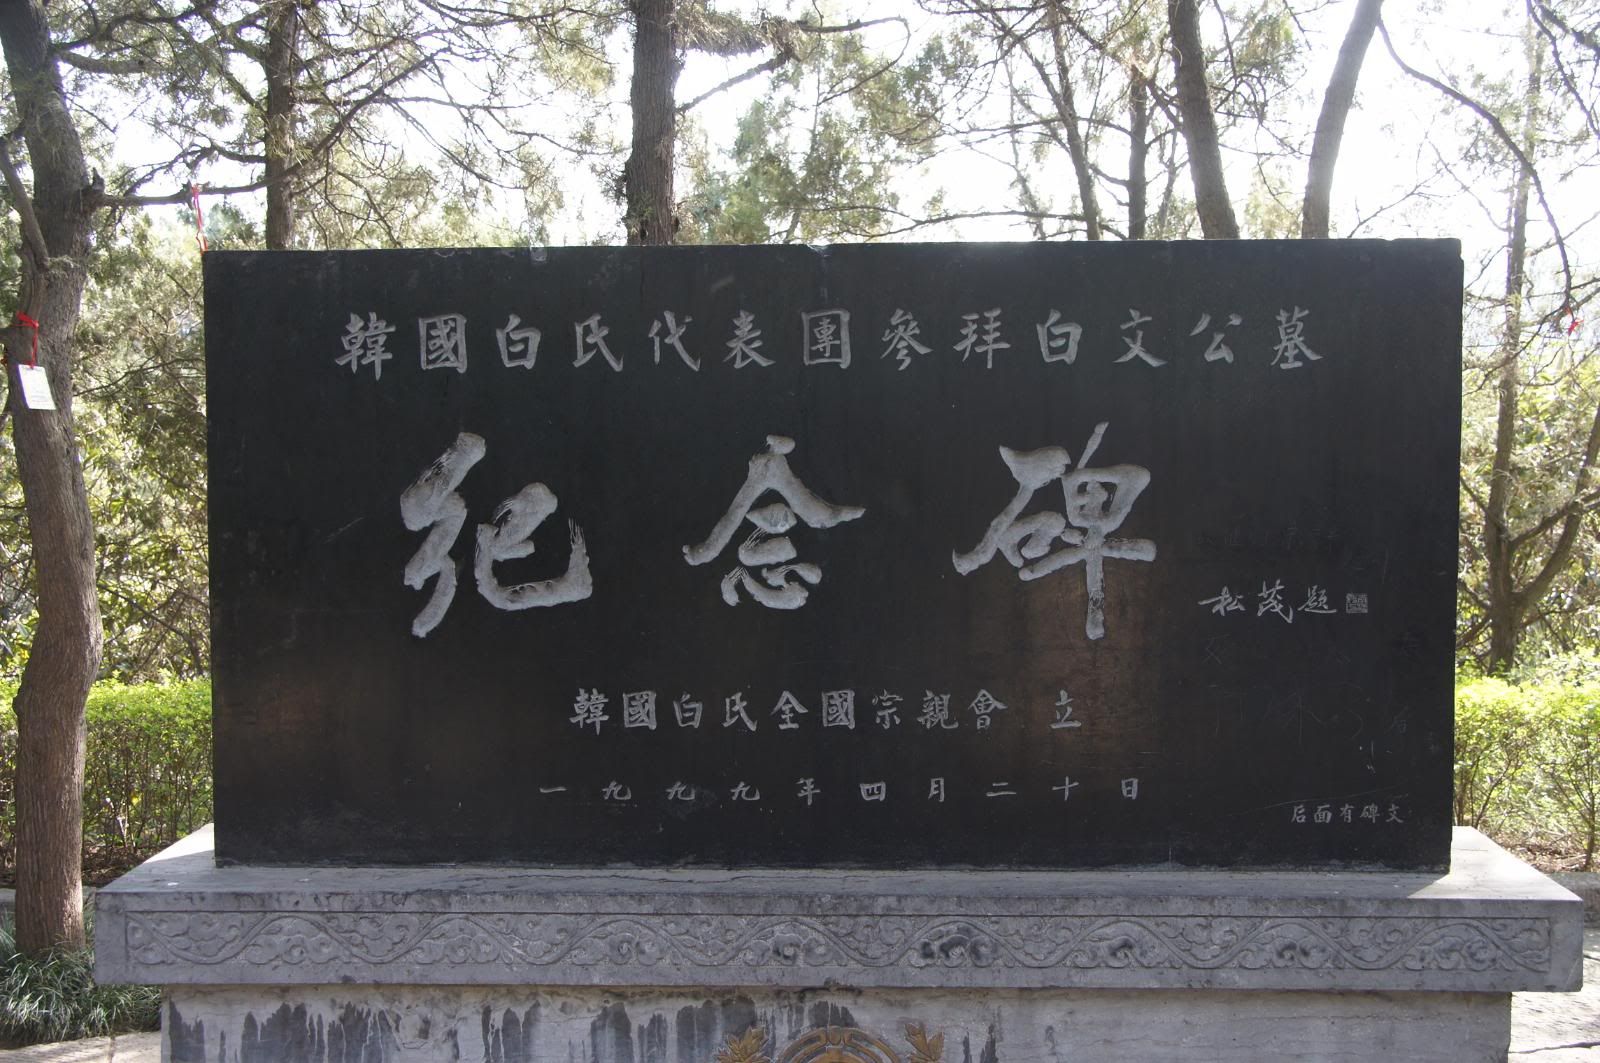 韓國白氏代表團參拜白文公墓
纪念碑
松茂題
韓國白氏全國宗親會 立
一九九九年四月二十日
后面有碑文